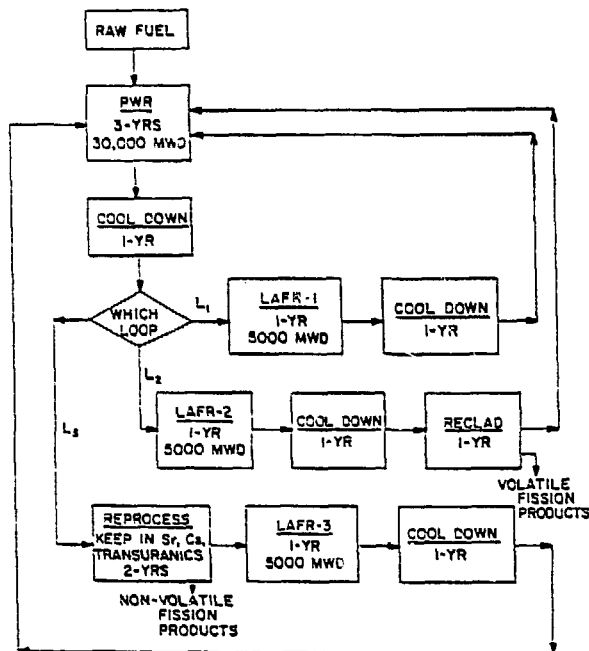 RAW FUEL
PWR
3-YRS
30,000 MWD
COOL DOWN
1-YR
WHICH
LOOP
L₁
LAFR-1
1-YR
5000 MWD
COOL DOWN
1-YR
L₂
LAFR-2
1-YR
5000 MWD
COOL DOWN
1-YR
RECLAD
1-YR
VOLATILE
FISSION
PRODUCTS
L₃
REPROCESS
KEEP IN Sr, Cs,
TRANSURANICS
2-YRS
LAFR-3
1-YR
5000 MWD
COOL DOWN
1-YR
NON-VOLATILE
FISSION
PRODUCTS